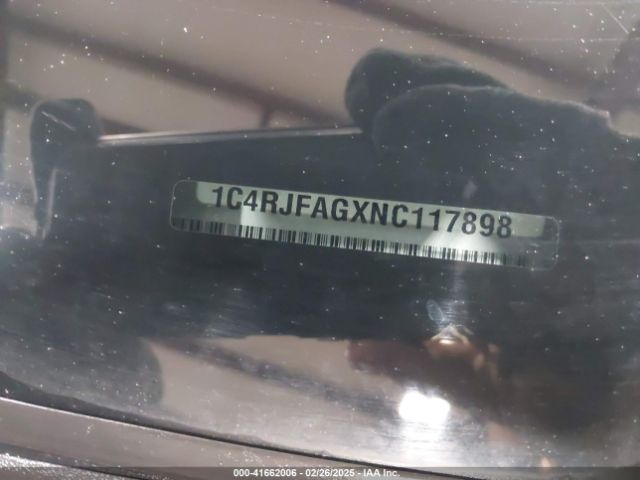 1C4RJFAGXNC117898
000-41662006 - 02/26/2025 - IAA Inc.